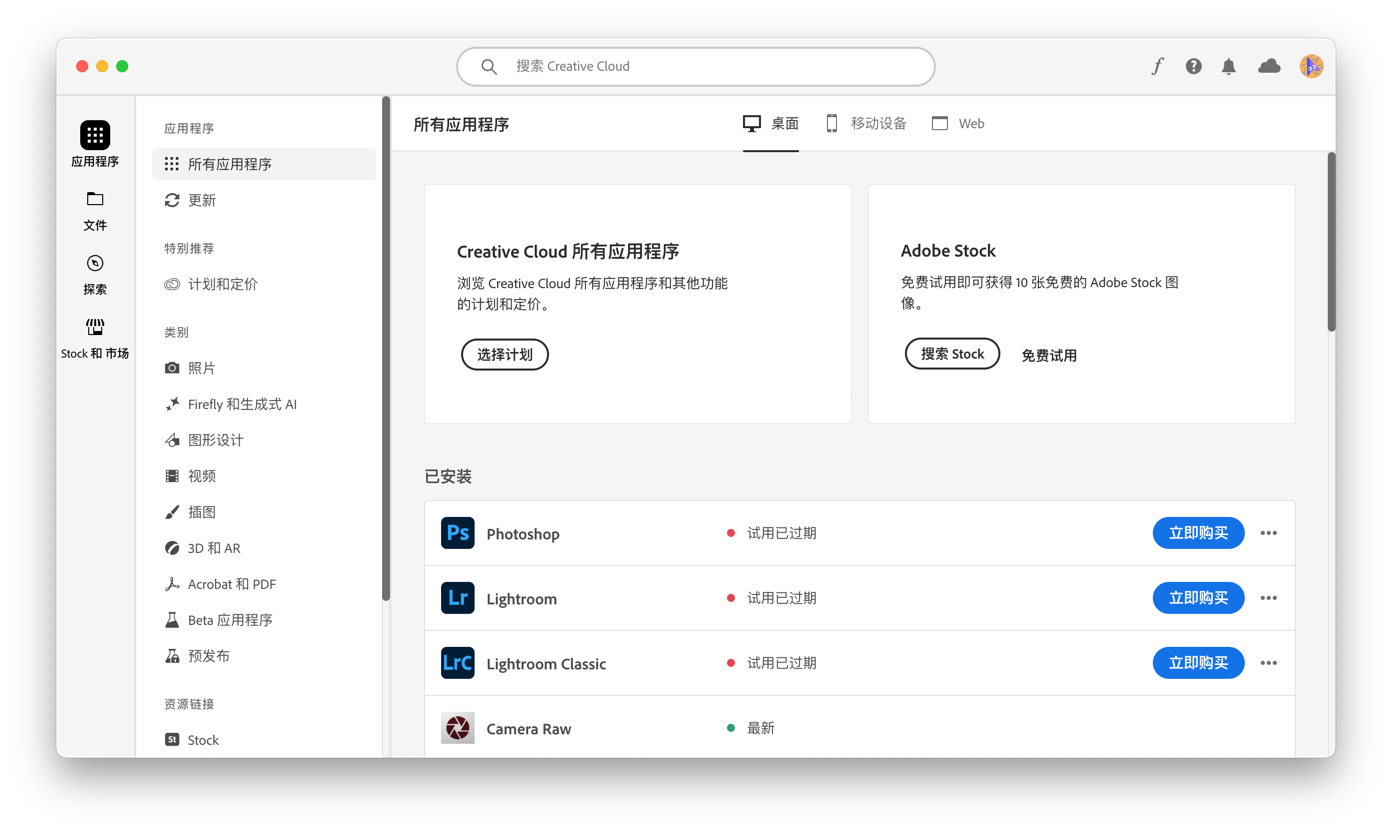 搜索 Creative Cloud
应用程序
文件
探索
Stock 和 市场
应用程序
所有应用程序
更新
特别推荐
计划和定价
类别
照片
Firefly 和生成式 AI
图形设计
视频
插图
3D 和 AR
Acrobat 和 PDF
Beta 应用程序
预发布
资源链接
St Stock
所有应用程序
桌面
移动设备
Web
Creative Cloud 所有应用程序
浏览 Creative Cloud 所有应用程序和其他功能
的计划和定价。
选择计划
Adobe Stock
免费试用即可获得 10 张免费的 Adobe Stock 图
像。
搜索 Stock
免费试用
已安装
Ps Photoshop 试用已过期 立即购买
Lr Lightroom 试用已过期 立即购买
LrC Lightroom Classic 试用已过期 立即购买
Camera Raw 最新